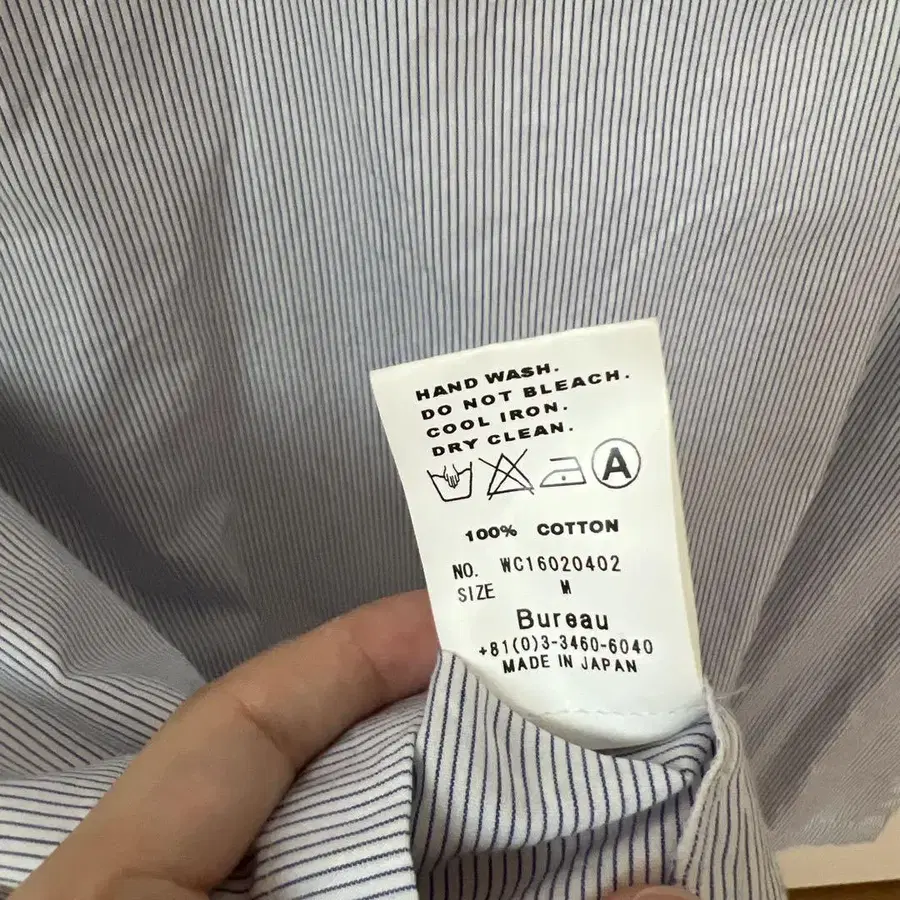 HAND WASH.
DO NOT BLEACH.
COOL IRON.
DRY CLEAN.
A
100% COTTON
NO. WC16020402
SIZE M
Bureau
+81(0)3-3460-6040
MADE IN JAPAN